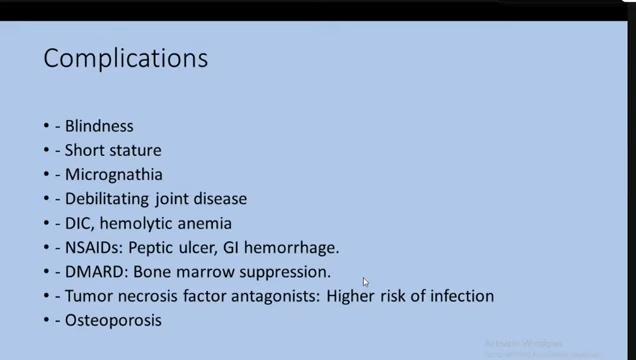 Complications
• - Blindness
• - Short stature
• - Micrognathia
• - Debilitating joint disease
• - DIC, hemolytic anemia
• - NSAIDs: Peptic ulcer, GI hemorrhage.
• - DMARD: Bone marrow suppression.
• - Tumor necrosis factor antagonists: Higher risk of infection
• - Osteoporosis
Activate Windows